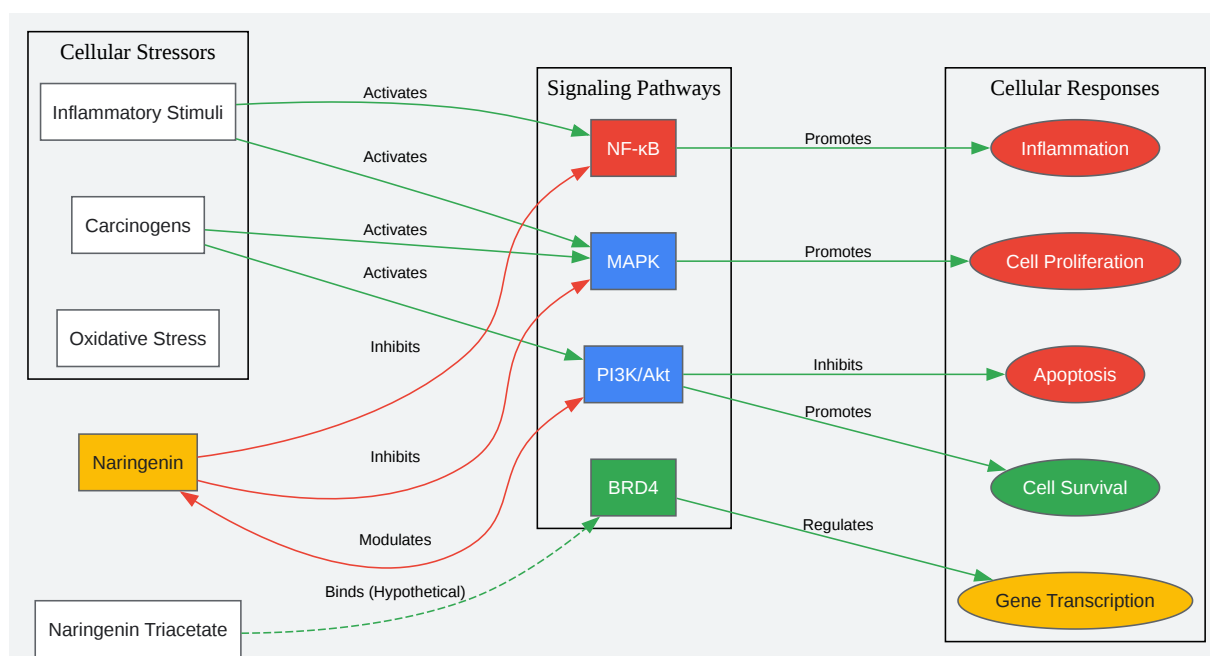 Cellular Stressors
Inflammatory Stimuli
Carcinogens
Oxidative Stress
Naringenin
Naringenin Triacetate
Activates
Activates
Activates
Activates
Inhibits
Inhibits
Modulates
Binds (Hypothetical)
Signaling Pathways
NF-κB
MAPK
PI3K/Akt
BRD4
Promotes
Promotes
Inhibits
Promotes
Regulates
Cellular Responses
Inflammation
Cell Proliferation
Apoptosis
Cell Survival
Gene Transcription